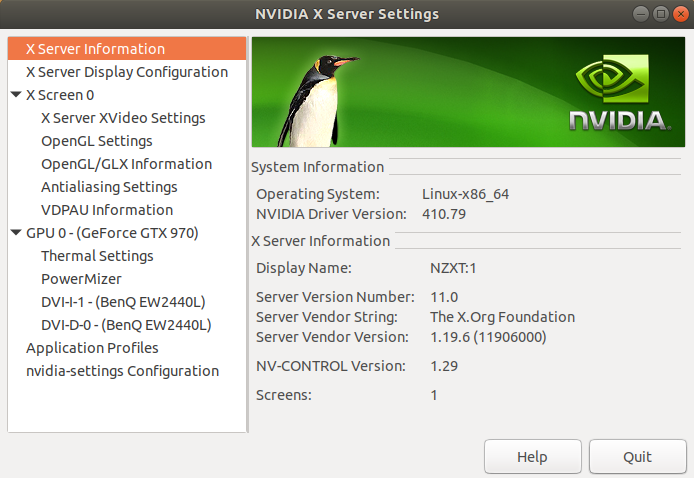 NVIDIA X Server Settings
X Server Information
X Server Display Configuration
X Screen 0
X Server XVideo Settings
OpenGL Settings
OpenGL/GLX Information
Antialiasing Settings
VDPAU Information
GPU 0 - (GeForce GTX 970)
Thermal Settings
PowerMizer
DVI-I-1 - (BenQ EW2440L)
DVI-D-0 - (BenQ EW2440L)
Application Profiles
nvidia-settings Configuration
NVIDIA.
System Information
Operating System: Linux-x86_64
NVIDIA Driver Version: 410.79
X Server Information
Display Name: NZXT:1
Server Version Number: 11.0
Server Vendor String: The X.Org Foundation
Server Vendor Version: 1.19.6 (11906000)
NV-CONTROL Version: 1.29
Screens: 1
Help
Quit